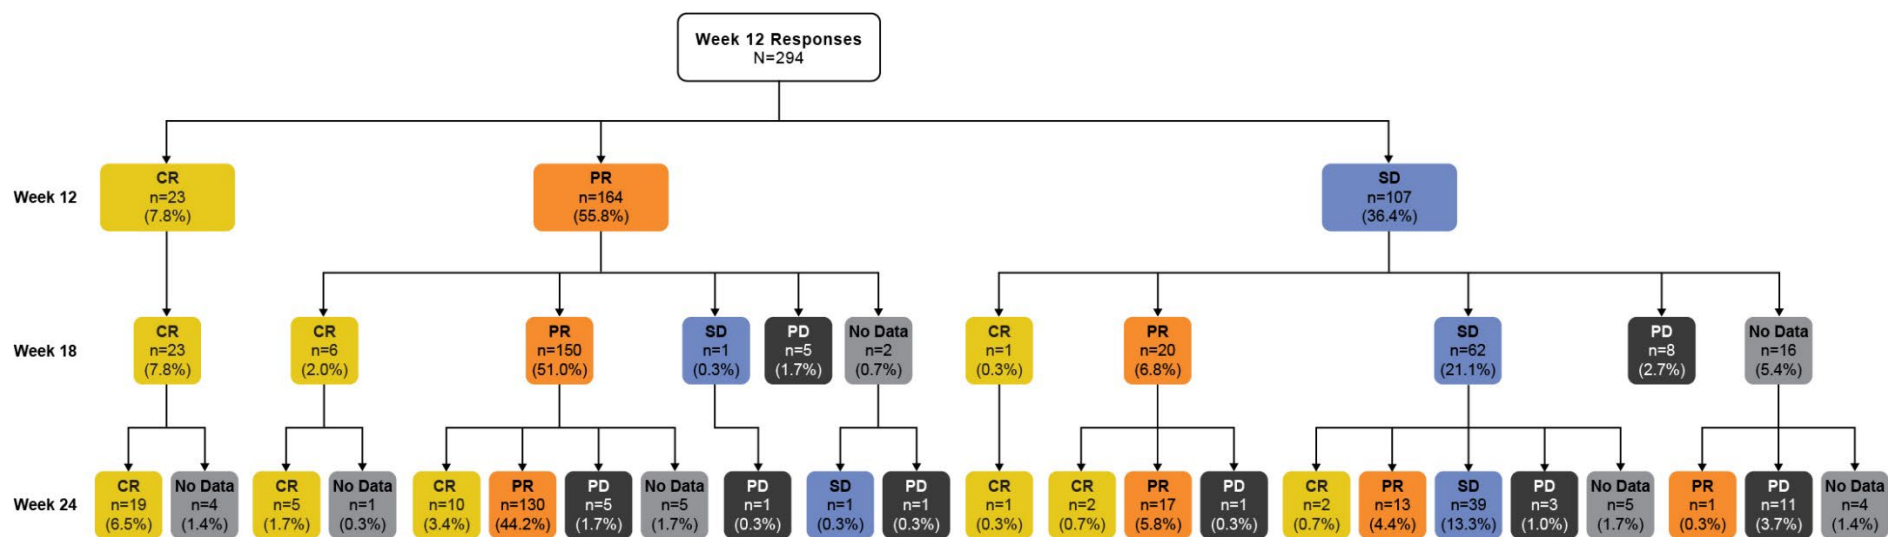 Week 12 Responses
N=294
Week 12
CR
n=23
(7.8%)
PR
n=164
(55.8%)
SD
n=107
(36.4%)
Week 18
CR
n=23
(7.8%)
CR
n=6
(2.0%)
PR
n=150
(51.0%)
SD
n=1
(0.3%)
PD
n=5
(1.7%)
No Data
n=2
(0.7%)
CR
n=1
(0.3%)
PR
n=20
(6.8%)
SD
n=62
(21.1%)
PD
n=8
(2.7%)
No Data
n=16
(5.4%)
Week 24
CR
n=19
(6.5%)
No Data
n=4
(1.4%)
CR
n=5
(1.7%)
No Data
n=1
(0.3%)
CR
n=10
(3.4%)
PR
n=130
(44.2%)
PD
n=5
(1.7%)
No Data
n=5
(1.7%)
PD
n=1
(0.3%)
SD
n=1
(0.3%)
PD
n=1
(0.3%)
CR
n=1
(0.3%)
CR
n=2
(0.7%)
PR
n=17
(5.8%)
PD
n=1
(0.3%)
CR
n=2
(0.7%)
PR
n=13
(4.4%)
SD
n=39
(13.3%)
PD
n=3
(1.0%)
No Data
n=5
(1.7%)
PR
n=1
(0.3%)
PD
n=11
(3.7%)
No Data
n=4
(1.4%)